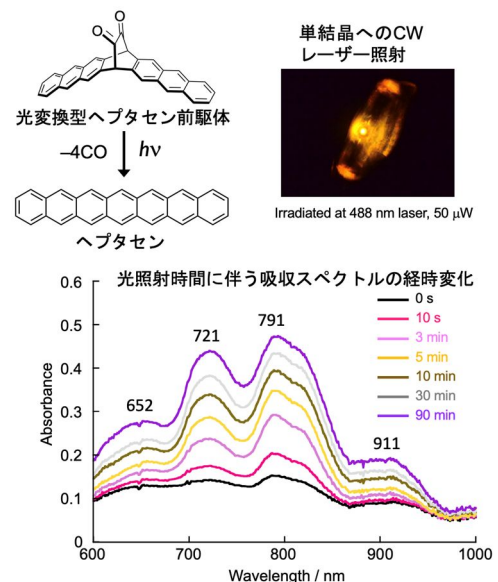 O
O
光変換型ヘプタセン前駆体
–4CO
hν
ヘプタセン
単結晶へのCW
レーザー照射
Irradiated at 488 nm laser, 50 μW
光照射時間に伴う吸収スペクトルの経時変化
0.6
0.5
0.4
0.3
0.2
0.1
0
Absorbance
652
721
791
911
0 s
10 s
3 min
5 min
10 min
30 min
90 min
600
700
800
900
1000
Wavelength / nm